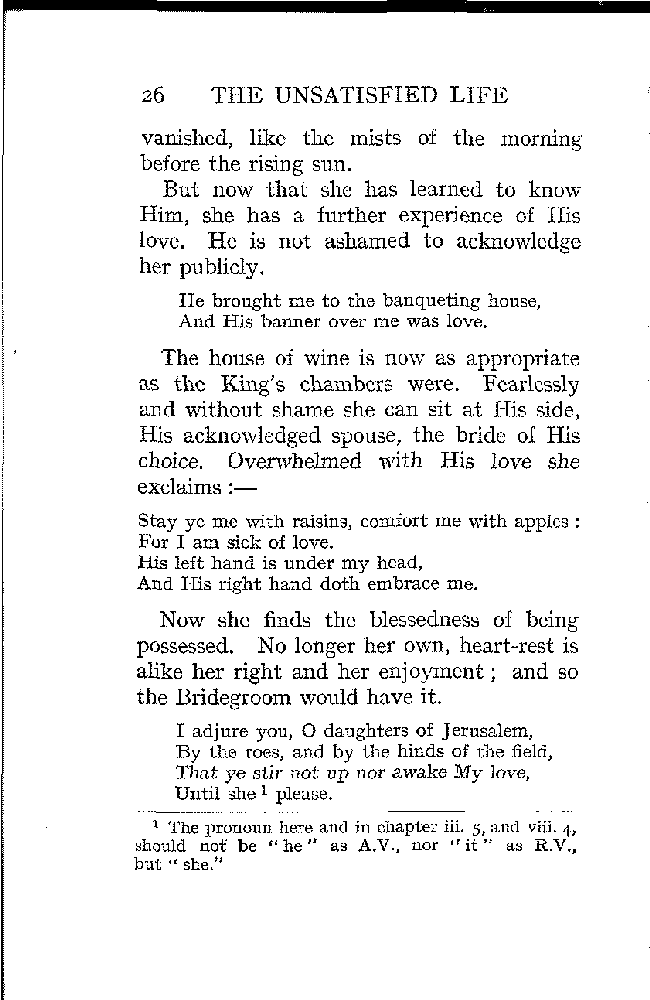 26 THE UNSATISFIED LIFE
vanished, like the mists of the morning
before the rising sun.
But now that she has learned to know
Him, she has a further experience of His
love. He is not ashamed to acknowledge
her publicly.
He brought me to the banqueting house,
And His banner over me was love.
The house of wine is now as appropriate
as the King's chambers were. Fearlessly
and without shame she can sit at His side,
His acknowledged spouse, the bride of His
choice. Overwhelmed with His love she
exclaims :—
Stay ye me with raisins, comfort me with apples :
For I am sick of love.
His left hand is under my head,
And His right hand doth embrace me.
Now she finds the blessedness of being
possessed. No longer her own, heart-rest is
alike her right and her enjoyment ; and so
the Bridegroom would have it.
I adjure you, O daughters of Jerusalem,
By the roes, and by the hinds of the field,
That ye stir not up nor awake My love,
Until she ¹ please.
¹ The pronoun here and in chapter iii. 5, and viii. 4,
should not be "he" as A.V., nor "it" as R.V.,
but "she."